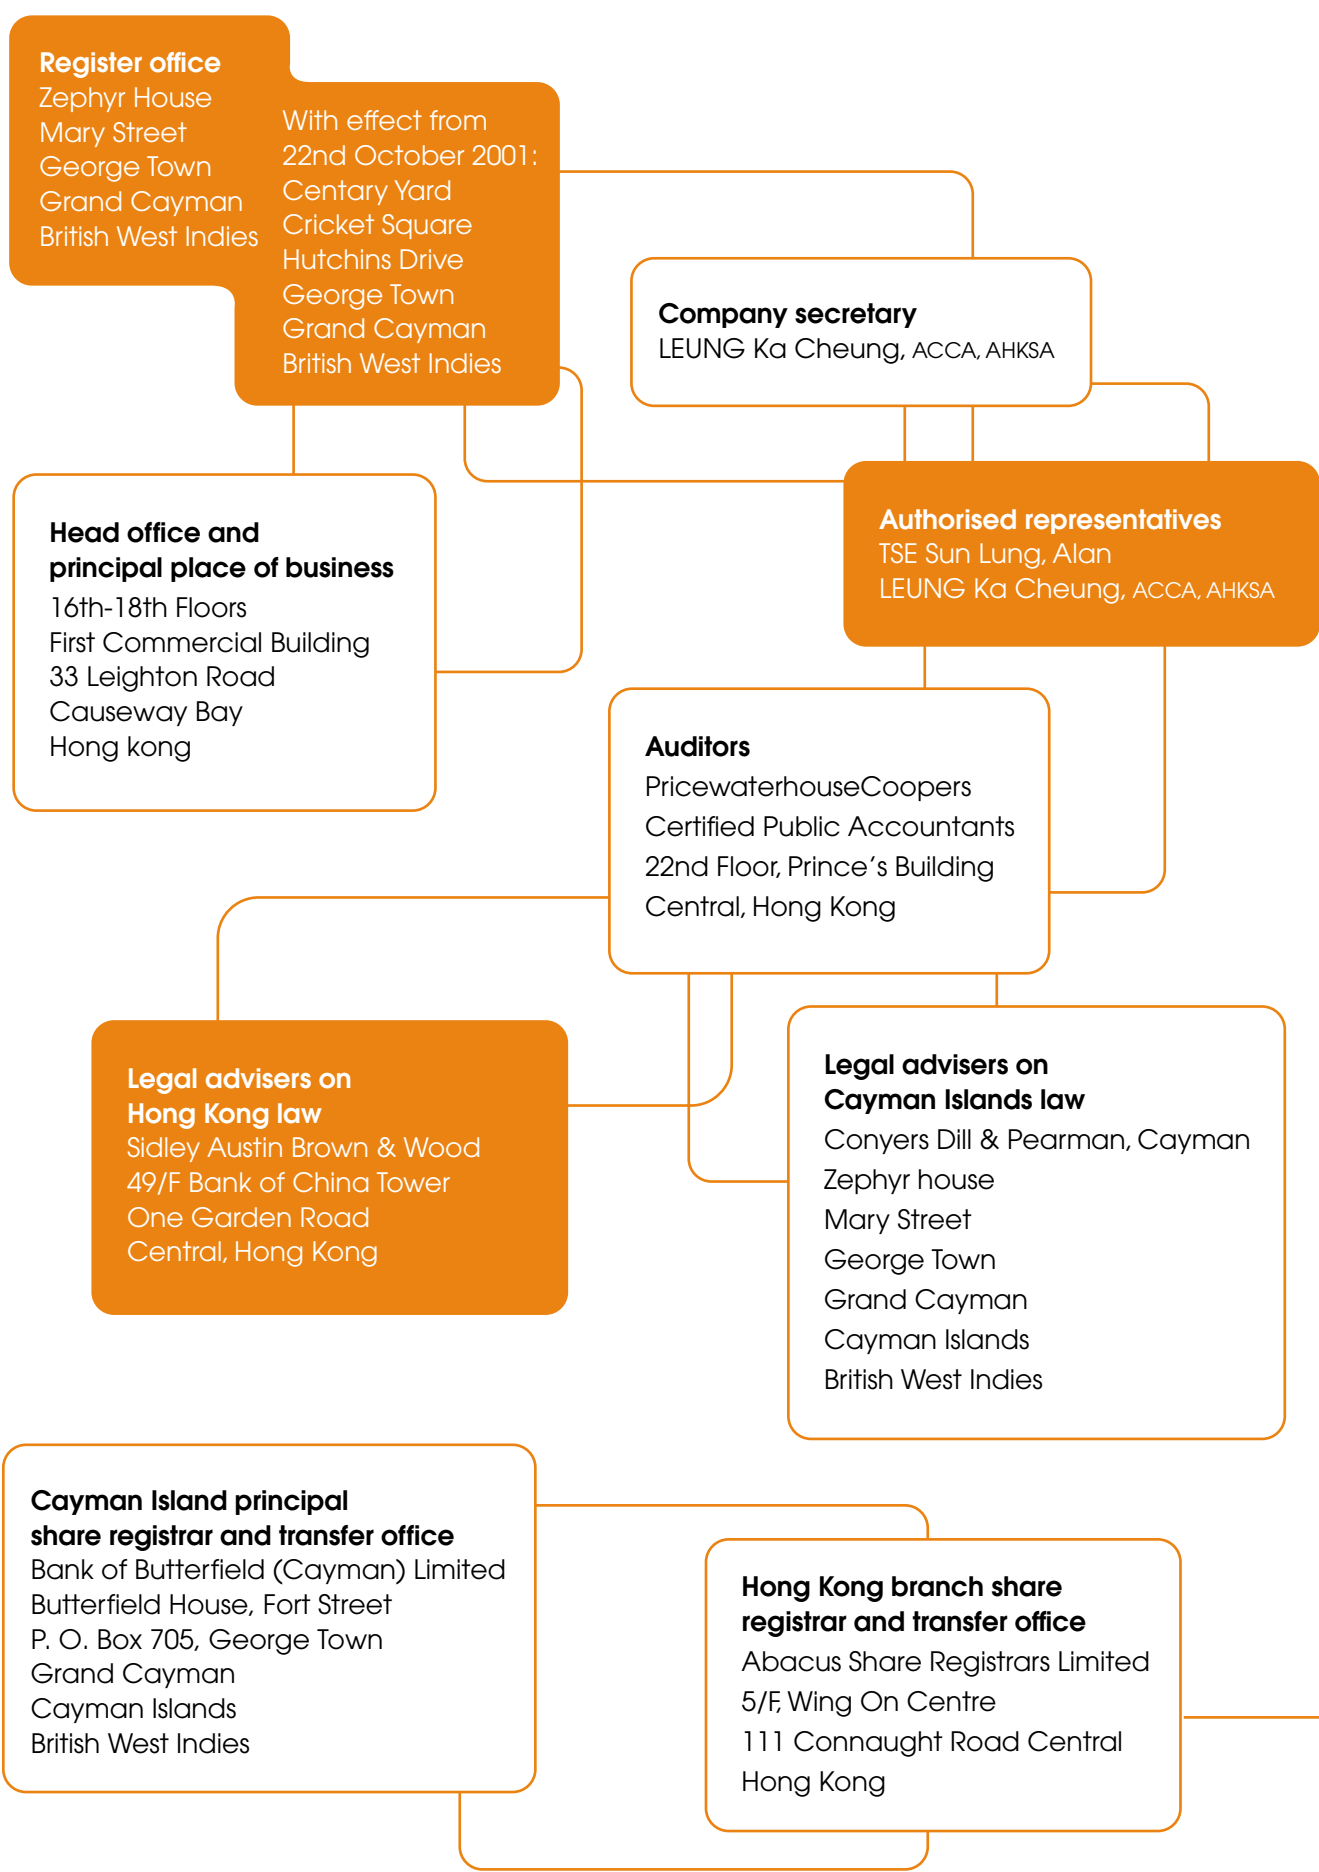 Register office
Zephyr House
Mary Street
George Town
Grand Cayman
British West Indies
With effect from
22nd October 2001:
Centary Yard
Cricket Square
Hutchins Drive
George Town
Grand Cayman
British West Indies
Company secretary
LEUNG Ka Cheung, ACCA, AHKSA
Head office and
principal place of business
16th-18th Floors
First Commercial Building
33 Leighton Road
Causeway Bay
Hong kong
Authorised representatives
TSE Sun Lung, Alan
LEUNG Ka Cheung, ACCA, AHKSA
Auditors
PricewaterhouseCoopers
Certified Public Accountants
22nd Floor, Prince's Building
Central, Hong Kong
Legal advisers on
Hong Kong law
Sidley Austin Brown & Wood
49/F Bank of China Tower
One Garden Road
Central, Hong Kong
Legal advisers on
Cayman Islands law
Conyers Dill & Pearman, Cayman
Zephyr house
Mary Street
George Town
Grand Cayman
Cayman Islands
British West Indies
Cayman Island principal
share registrar and transfer office
Bank of Butterfield (Cayman) Limited
Butterfield House, Fort Street
P. O. Box 705, George Town
Grand Cayman
Cayman Islands
British West Indies
Hong Kong branch share
registrar and transfer office
Abacus Share Registrars Limited
5/F, Wing On Centre
111 Connaught Road Central
Hong Kong